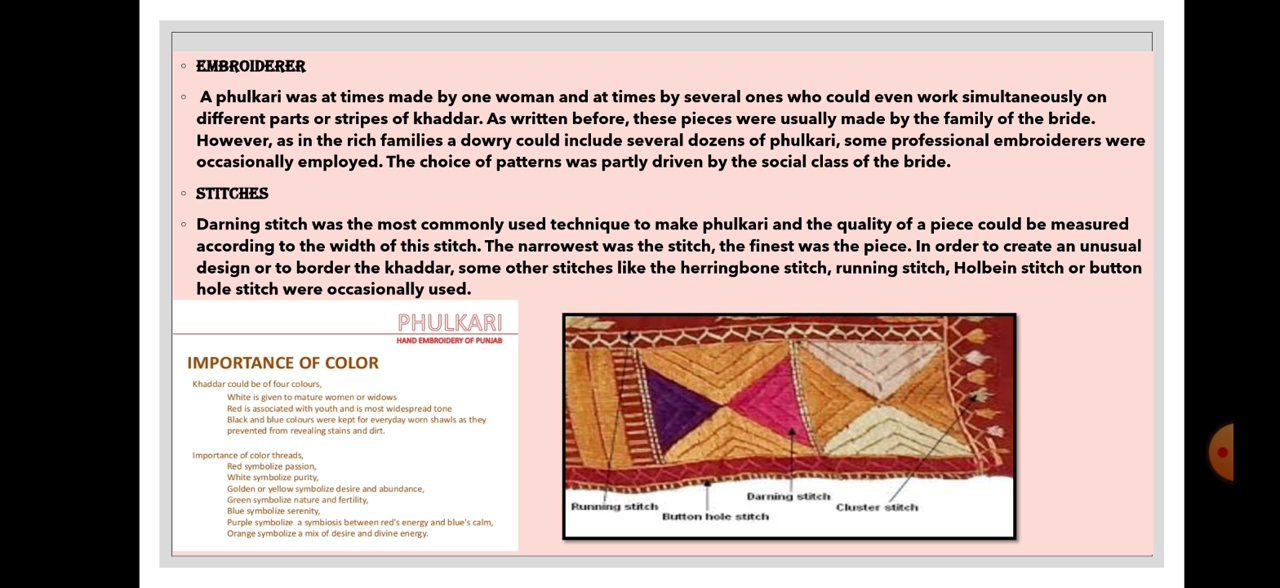 EMBROIDERER
A phulkari was at times made by one woman and at times by several ones who could even work simultaneously on
different parts or stripes of khaddar. As written before, these pieces were usually made by the family of the bride.
However, as in the rich families a dowry could include several dozens of phulkari, some professional embroiderers were
occasionally employed. The choice of patterns was partly driven by the social class of the bride.
STITCHES
Darning stitch was the most commonly used technique to make phulkari and the quality of a piece could be measured
according to the width of this stitch. The narrowest was the stitch, the finest was the piece. In order to create an unusual
design or to border the khaddar, some other stitches like the herringbone stitch, running stitch, Holbein stitch or button
hole stitch were occasionally used.
PHULKARI
HAND EMBROIDERY OF PUNJAB
IMPORTANCE OF COLOR
Khaddar could be of four colours,
White is given to mature women or widows
Red is associated with youth and is most widespread tone
Black and blue colours were kept for everyday worn shawls as they
prevented from revealing stains and dirt.
Importance of color threads,
Red symbolize passion,
White symbolize purity,
Golden or yellow symbolize desire and abundance,
Green symbolize nature and fertility,
Blue symbolize serenity,
Purple symbolize a symbiosis between red's energy and blue's calm,
Orange symbolize a mix of desire and divine energy.
Running stitch
Button hole stitch
Darning stitch
Cluster stitch